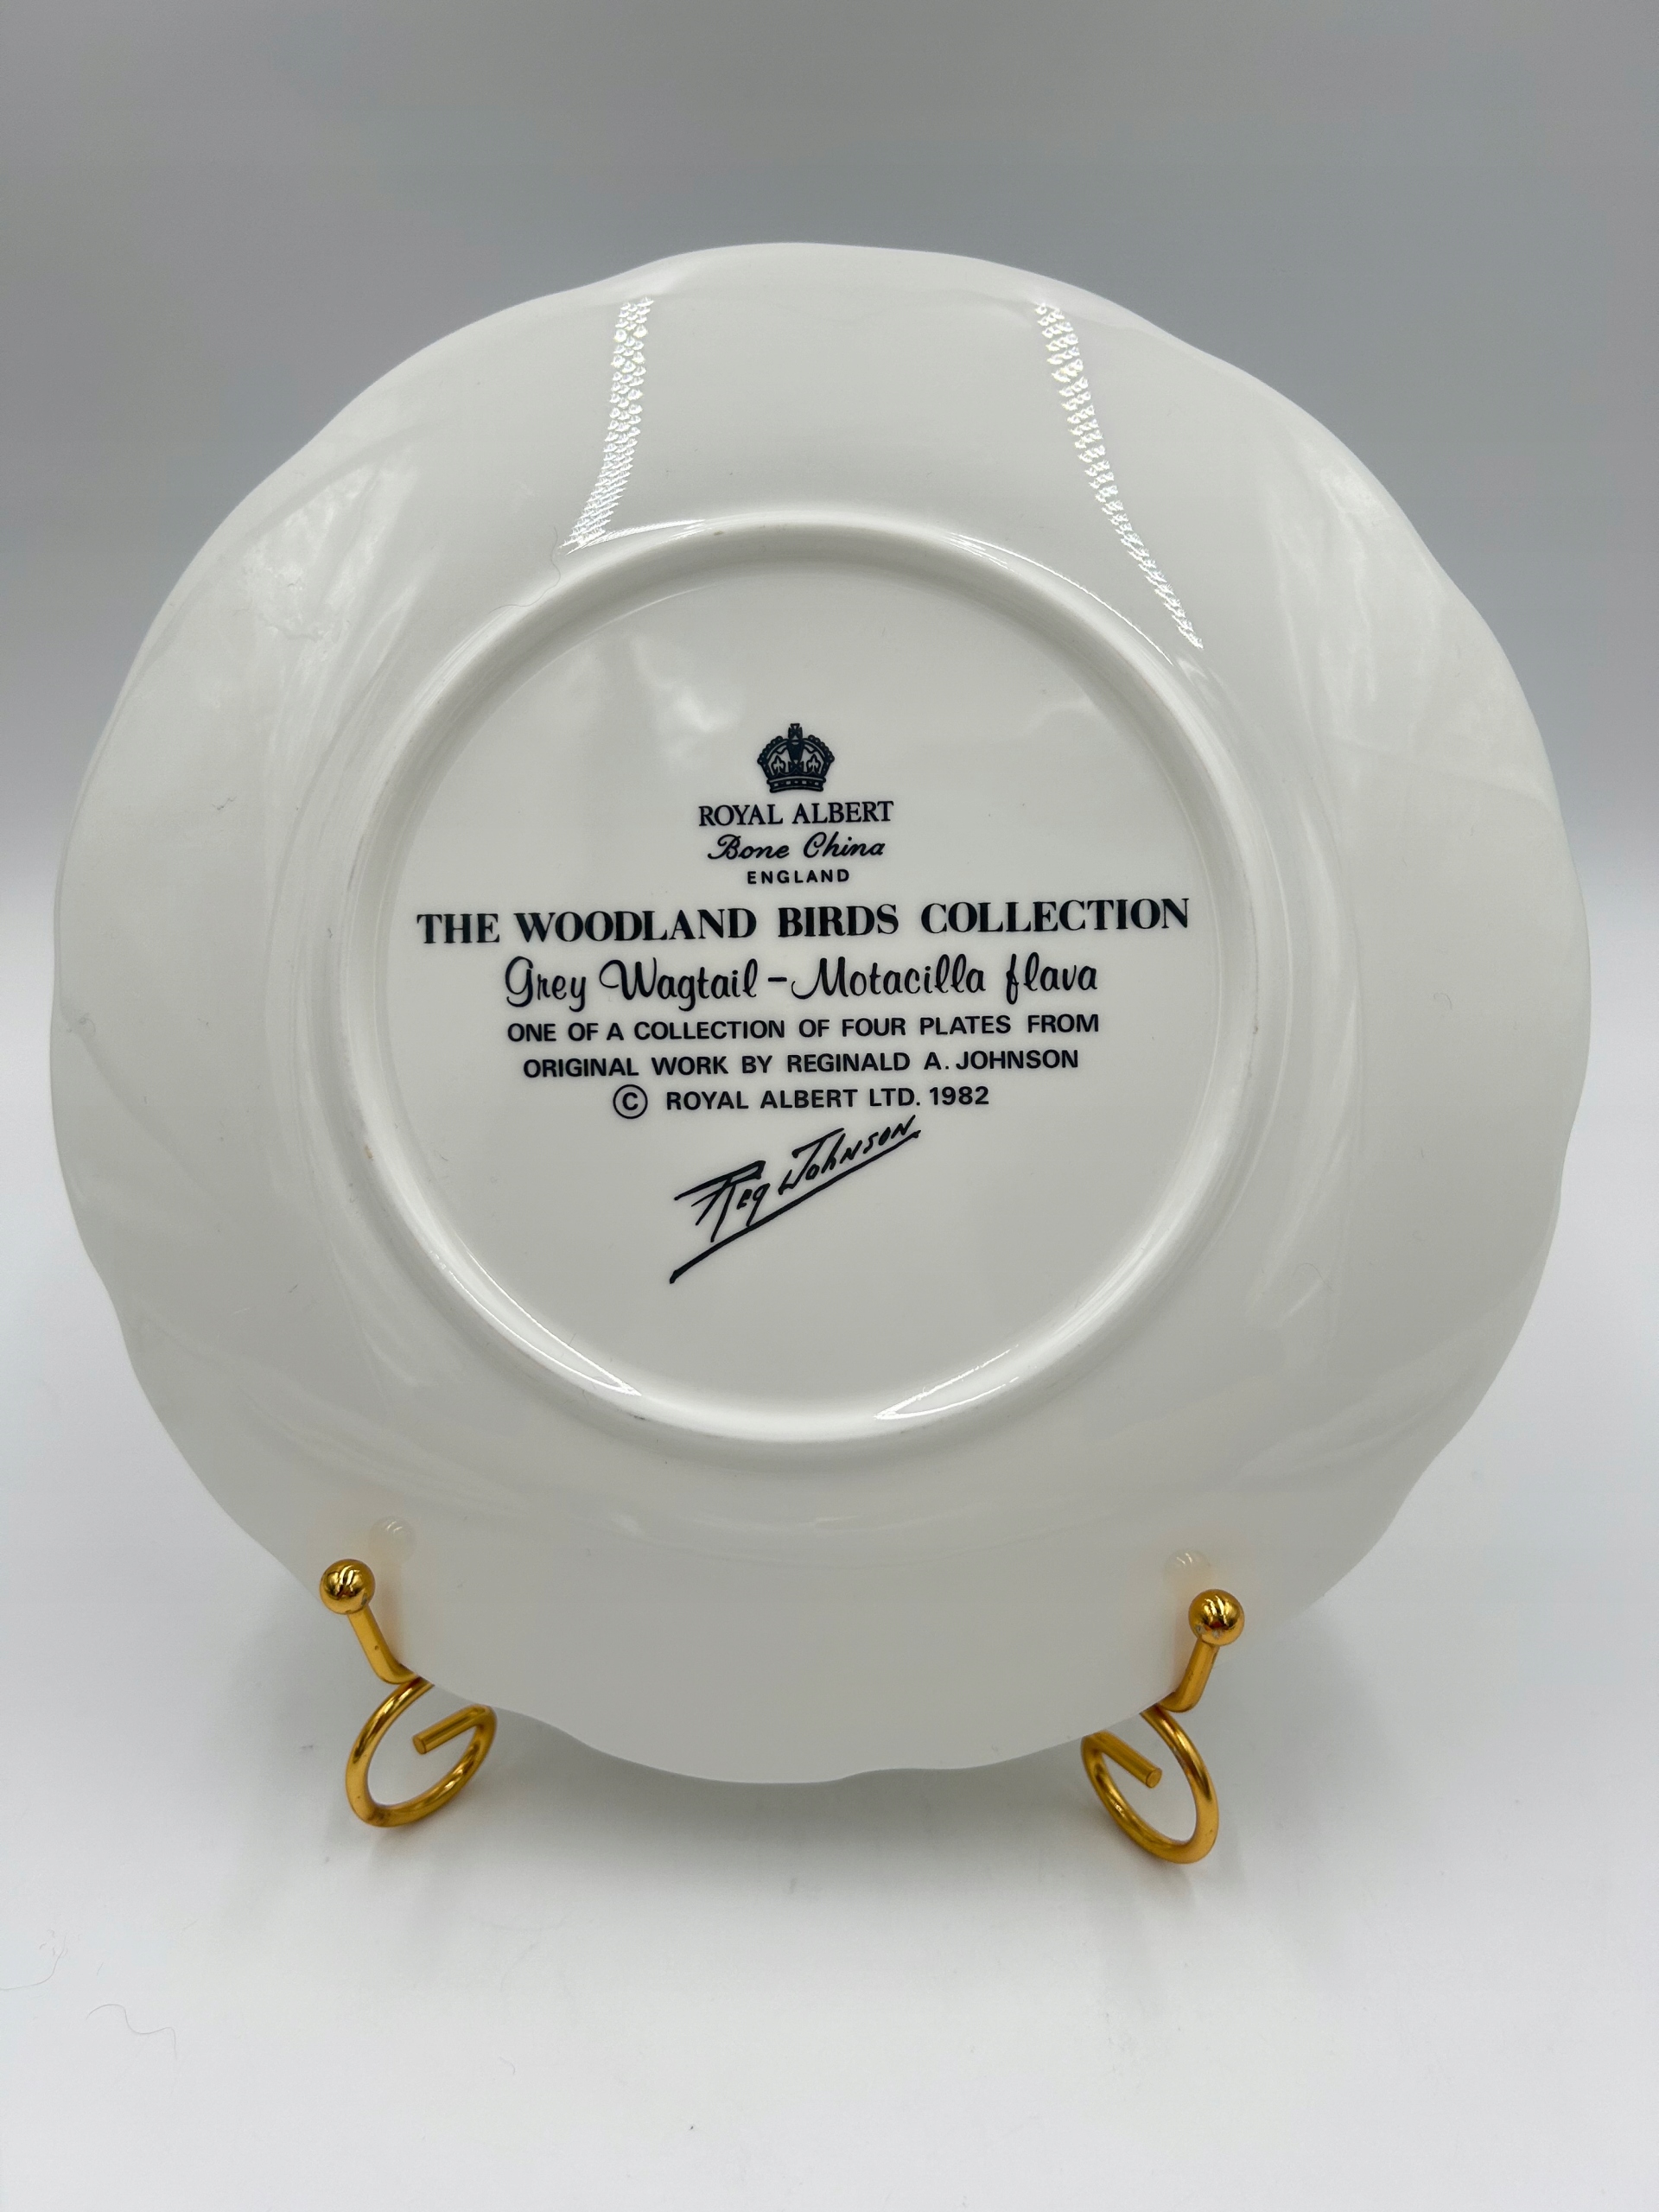 ROYAL ALBERT
Bone China
ENGLAND
THE WOODLAND BIRDS COLLECTION
Grey Wagtail - Motacilla flava
ONE OF A COLLECTION OF FOUR PLATES FROM
ORIGINAL WORK BY REGINALD A. JOHNSON
© ROYAL ALBERT LTD. 1982
Reg Johnson